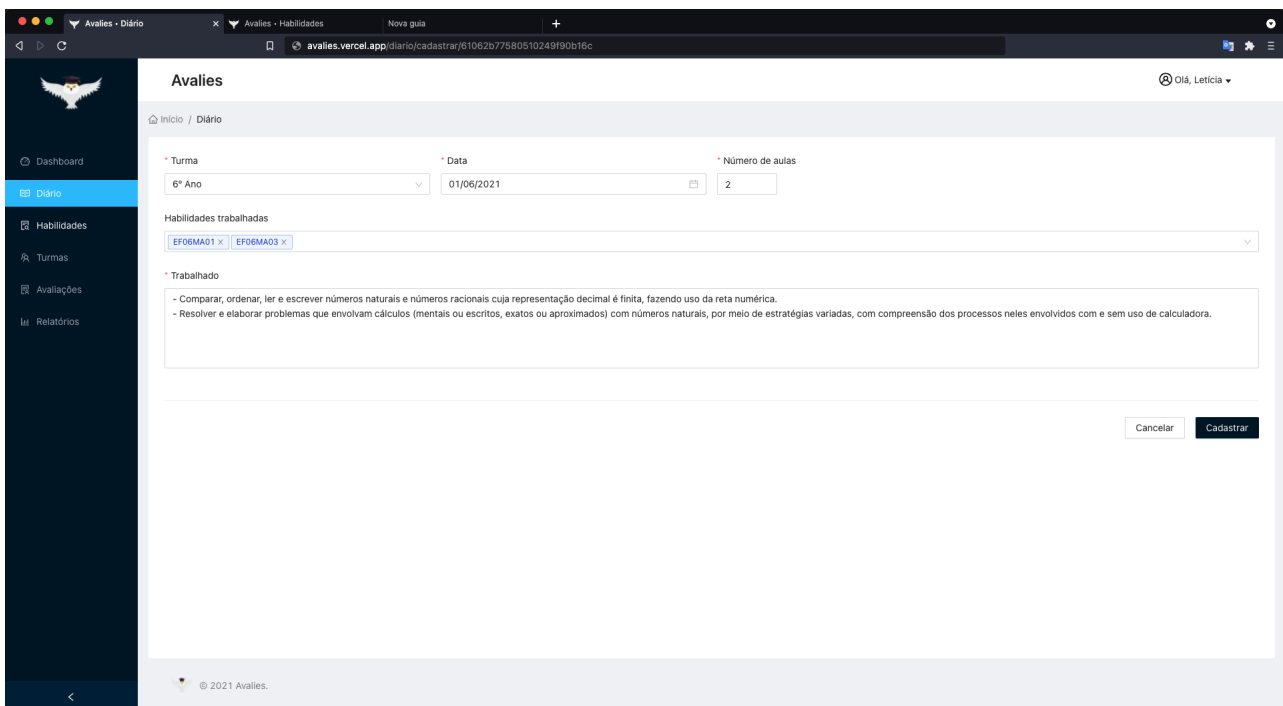 Avalies • Diário
Avalies • Habilidades
Nova guia
avalies.vercel.app/diario/cadastrar/61062b77580510249f90b16c
Avalies
Olá, Letícia
Início / Diário
Dashboard
Diário
Habilidades
Turmas
Avaliações
Relatórios
* Turma
* Data
* Número de aulas
6° Ano
01/06/2021
2
Habilidades trabalhadas
EF06MA01 × EF06MA03 ×
* Trabalhado
- Comparar, ordenar, ler e escrever números naturais e números racionais cuja representação decimal é finita, fazendo uso da reta numérica.
- Resolver e elaborar problemas que envolvam cálculos (mentais ou escritos, exatos ou aproximados) com números naturais, por meio de estratégias variadas, com compreensão dos processos neles envolvidos com e sem uso de calculadora.
Cancelar
Cadastrar
© 2021 Avalies.